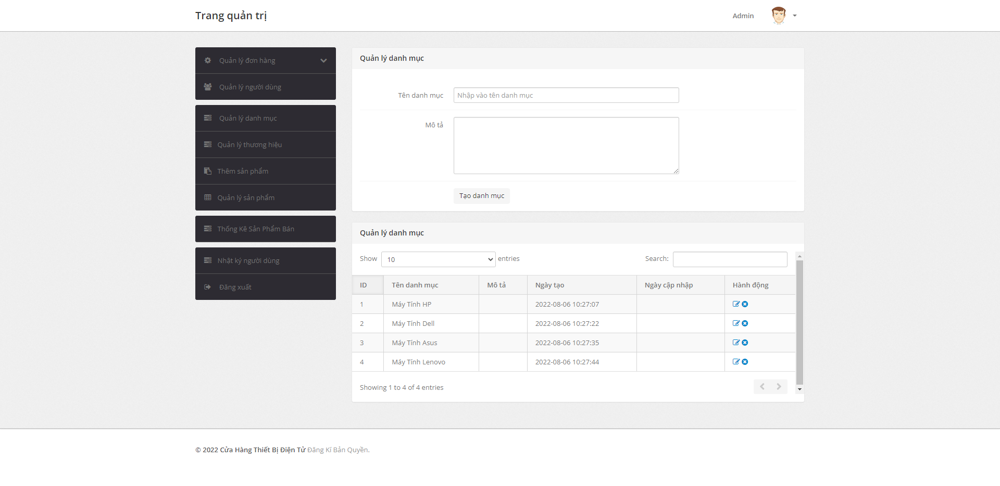 Trang quản trị
Admin
Quản lý đơn hàng
Quản lý người dùng
Quản lý danh mục
Quản lý thương hiệu
Thêm sản phẩm
Quản lý sản phẩm
Thống Kê Sản Phẩm Bán
Nhật ký người dùng
Đăng xuất
Quản lý danh mục
Tên danh mục Nhập vào tên danh mục
Mô tả
Tạo danh mục
Quản lý danh mục
Show 10 entries Search:
ID Tên danh mục Mô tả Ngày tạo Ngày cập nhập Hành động
1 Máy Tính HP 2022-08-06 10:27:07
2 Máy Tính Dell 2022-08-06 10:27:22
3 Máy Tính Asus 2022-08-06 10:27:35
4 Máy Tính Lenovo 2022-08-06 10:27:44
Showing 1 to 4 of 4 entries
© 2022 Cửa Hàng Thiết Bị Điện Tử Đăng Kí Bản Quyền.